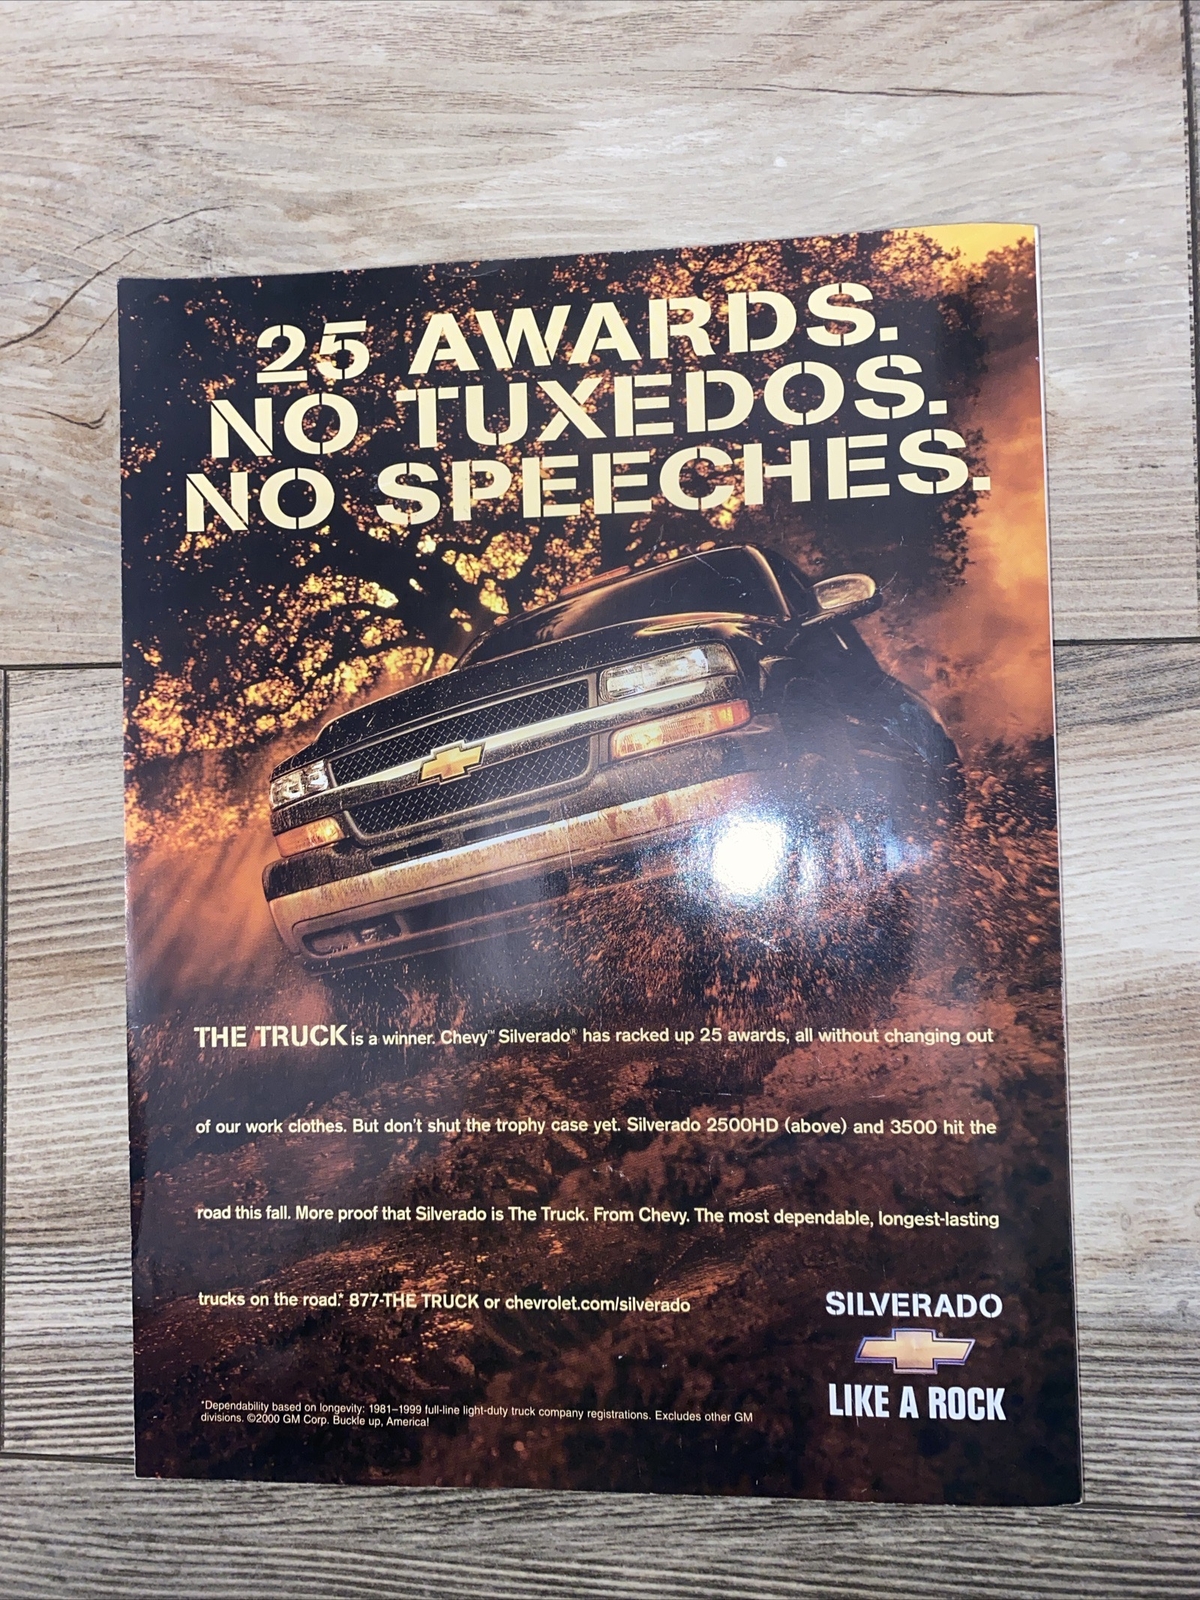 25 AWARDS.
NO TUXEDOS.
NO SPEECHES.
THE TRUCK is a winner. Chevy™ Silverado® has racked up 25 awards, all without changing out
of our work clothes. But don't shut the trophy case yet. Silverado 2500HD (above) and 3500 hit the
road this fall. More proof that Silverado is The Truck. From Chevy. The most dependable, longest-lasting
trucks on the road.* 877-THE TRUCK or chevrolet.com/silverado
SILVERADO
LIKE A ROCK
*Dependability based on longevity: 1981–1999 full-line light-duty truck company registrations. Excludes other GM
divisions. ©2000 GM Corp. Buckle up, America!